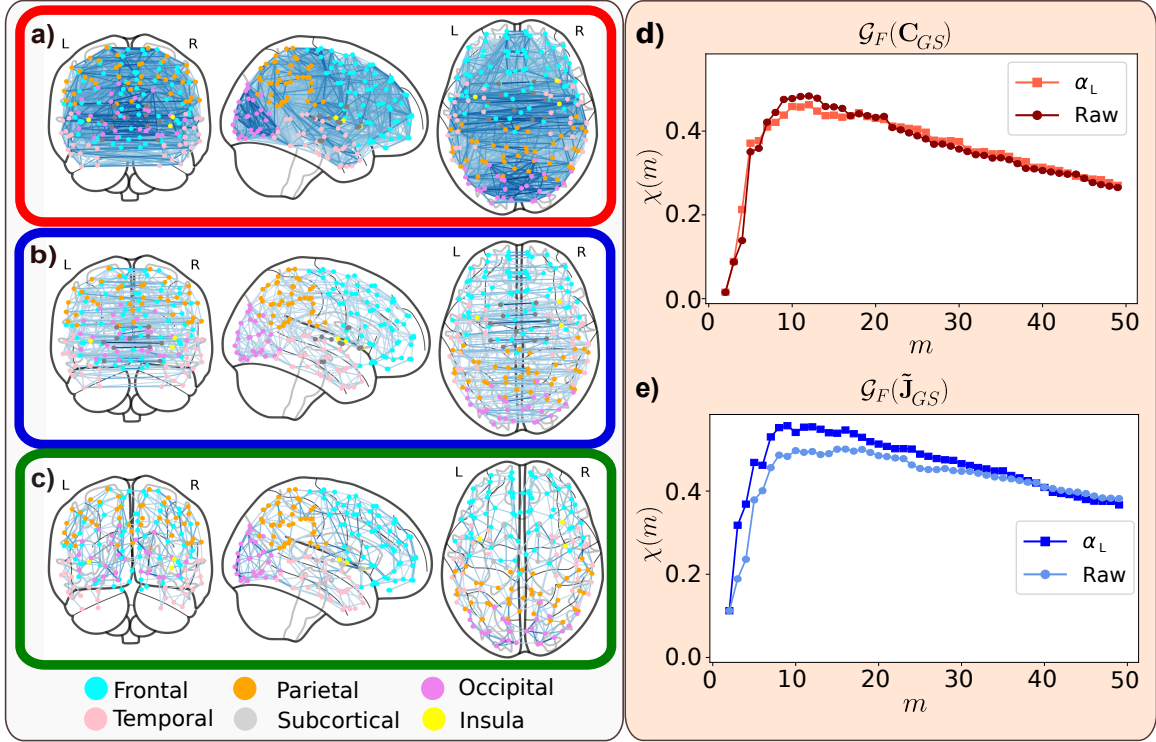 a)
L
R
b)
L
R
c)
L
R
L
R
Frontal
Parietal
Occipital
Temporal
Subcortical
Insula
d)
𝒢_F(C_GS)
α_L
Raw
χ(m)
0.4
0.2
0.0
0 10 20 30 40 50
m
e)
𝒢_F(J̃_GS)
α_L
Raw
χ(m)
0.4
0.2
0.0
0 10 20 30 40 50
m